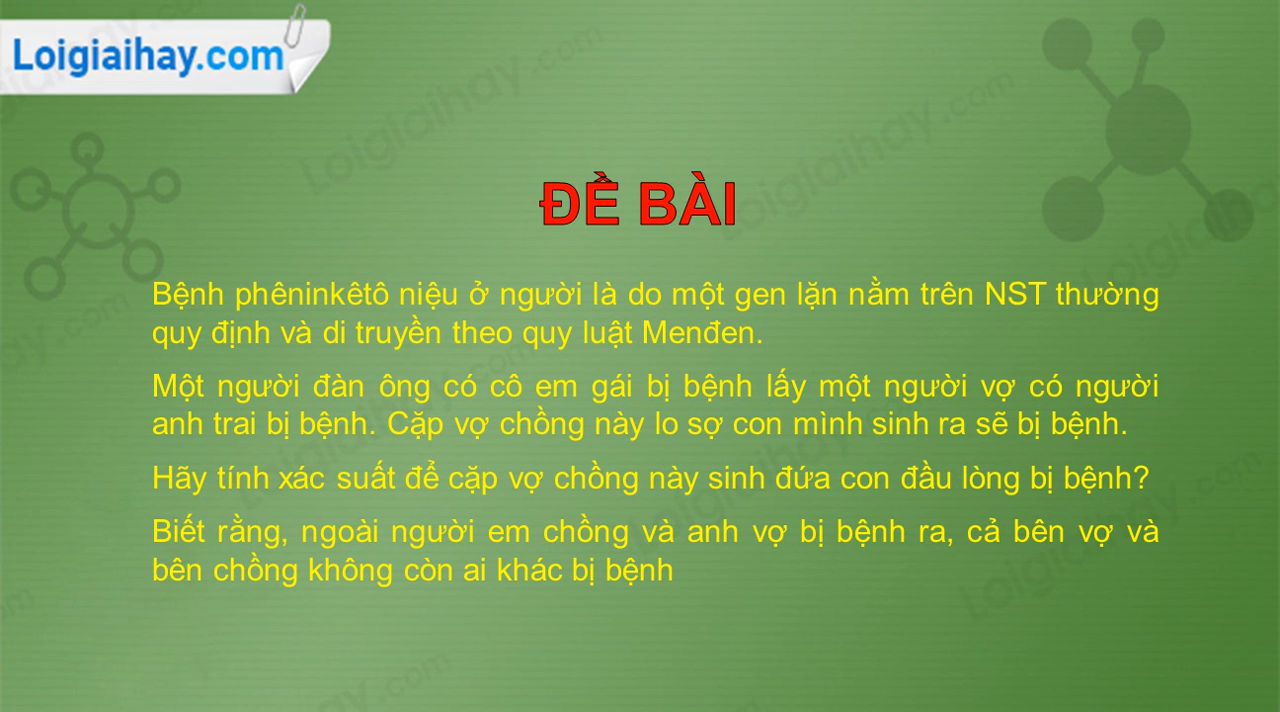 Loigiaihay.com
ĐỀ BÀI
Bệnh phêninkêtô niệu ở người là do một gen lặn nằm trên NST thường
quy định và di truyền theo quy luật Menđen.
Một người đàn ông có cô em gái bị bệnh lấy một người vợ có người
anh trai bị bệnh. Cặp vợ chồng này lo sợ con mình sinh ra sẽ bị bệnh.
Hãy tính xác suất để cặp vợ chồng này sinh đứa con đầu lòng bị bệnh?
Biết rằng, ngoài người em chồng và anh vợ bị bệnh ra, cả bên vợ và
bên chồng không còn ai khác bị bệnh